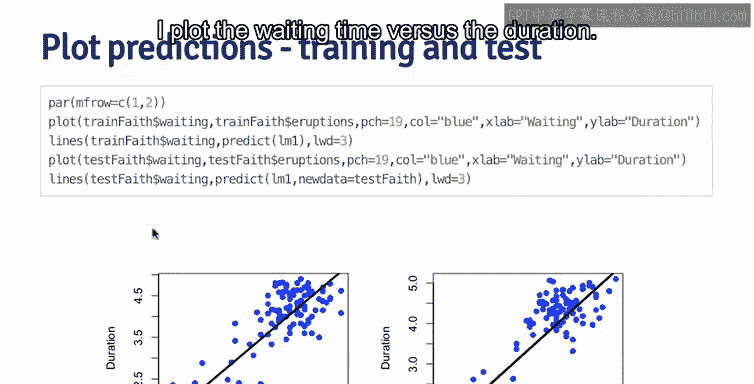 I plot the waiting time versus the duration.
Plot predictions - training and test
par(mfrow=c(1,2))
plot(trainFaith$waiting,trainFaith$eruptions,pch=19,col="blue",xlab="Waiting",ylab="Duration")
lines(trainFaith$waiting,predict(lm1),lwd=3)
plot(testFaith$waiting,testFaith$eruptions,pch=19,col="blue",xlab="Waiting",ylab="Duration")
lines(testFaith$waiting,predict(lm1,newdata=testFaith),lwd=3)
Duration
4.5
3.5
2.5
Duration
5.0
4.0
3.0